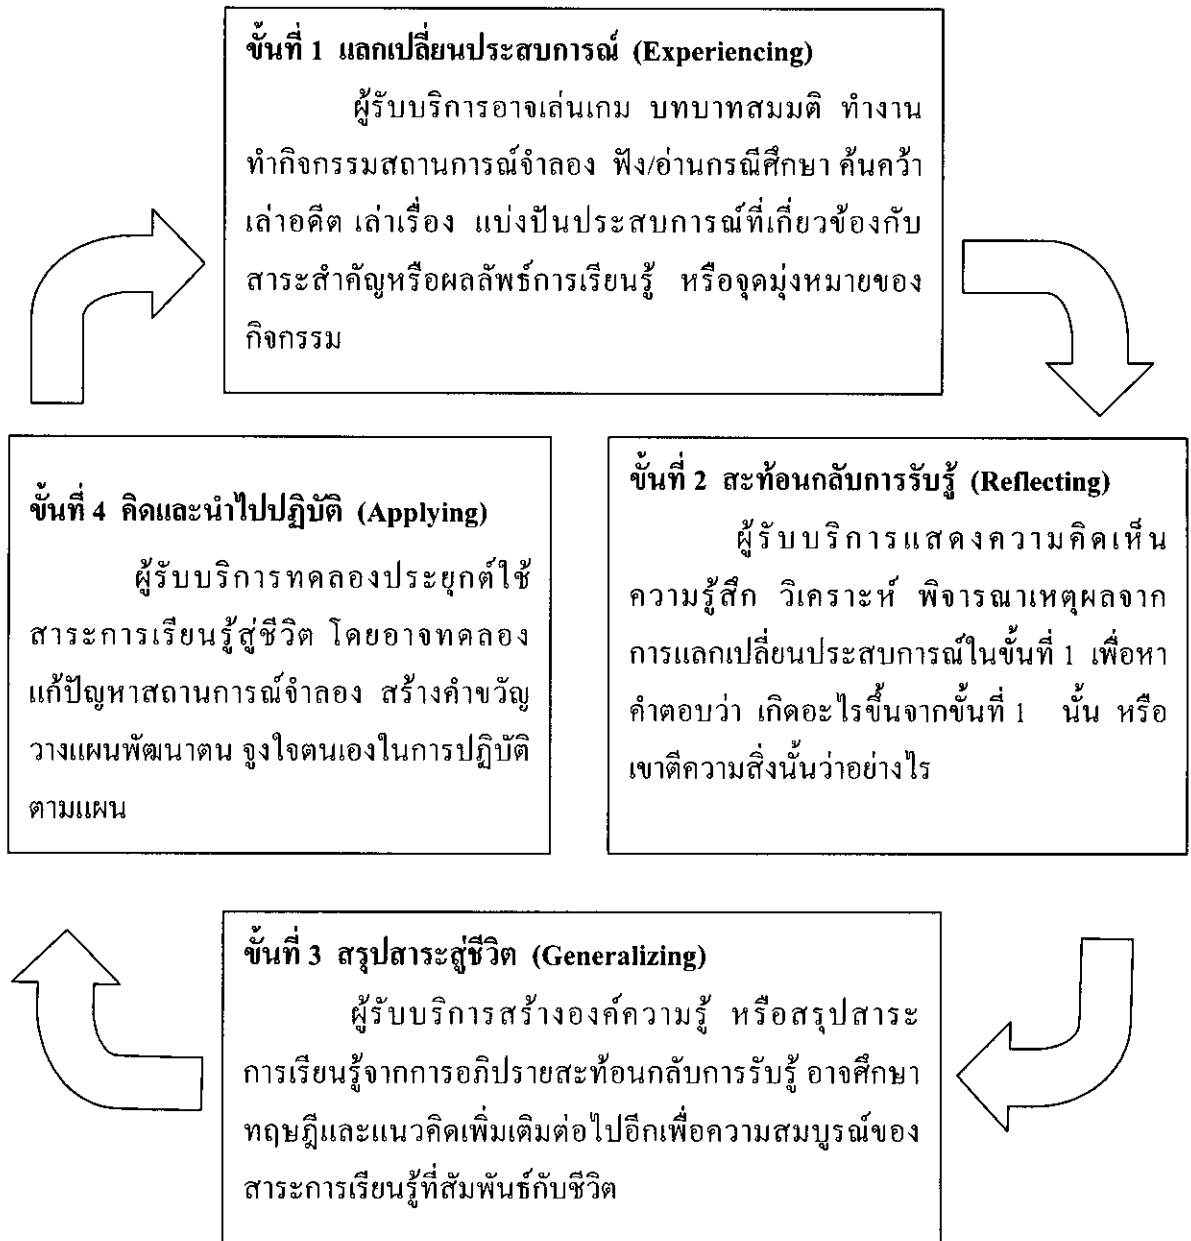 ขั้นที่ 1 แลกเปลี่ยนประสบการณ์ (Experiencing)
ผู้รับบริการอาจเล่นเกม บทบาทสมมติ ทำงาน
ทำกิจกรรมสถานการณ์จำลอง ฟัง/อ่านกรณีศึกษา ค้นคว้า
เล่าอดีต เล่าเรื่อง แบ่งปันประสบการณ์ที่เกี่ยวข้องกับ
สาระสำคัญหรือผลลัพธ์การเรียนรู้ หรือจุดมุ่งหมายของ
กิจกรรม
ขั้นที่ 2 สะท้อนกลับการรับรู้ (Reflecting)
ผู้รับบริการแสดงความคิดเห็น
ความรู้สึก วิเคราะห์ พิจารณาเหตุผลจาก
การแลกเปลี่ยนประสบการณ์ในขั้นที่ 1 เพื่อหา
คำตอบว่า เกิดอะไรขึ้นจากขั้นที่ 1 นั้น หรือ
เขาตีความสิ่งนั้นว่าอย่างไร
ขั้นที่ 3 สรุปสาระสู่ชีวิต (Generalizing)
ผู้รับบริการสร้างองค์ความรู้ หรือสรุปสาระ
การเรียนรู้จากการอภิปรายสะท้อนกลับการรับรู้ อาจศึกษา
ทฤษฎีและแนวคิดเพิ่มเติมต่อไปอีกเพื่อความสมบูรณ์ของ
สาระการเรียนรู้ที่สัมพันธ์กับชีวิต
ขั้นที่ 4 คิดและนำไปปฏิบัติ (Applying)
ผู้รับบริการทดลองประยุกต์ใช้
สาระการเรียนรู้สู่ชีวิต โดยอาจทดลอง
แก้ปัญหาสถานการณ์จำลอง สร้างคำขวัญ
วางแผนพัฒนาตน จูงใจตนเองในการปฏิบัติ
ตามแผน